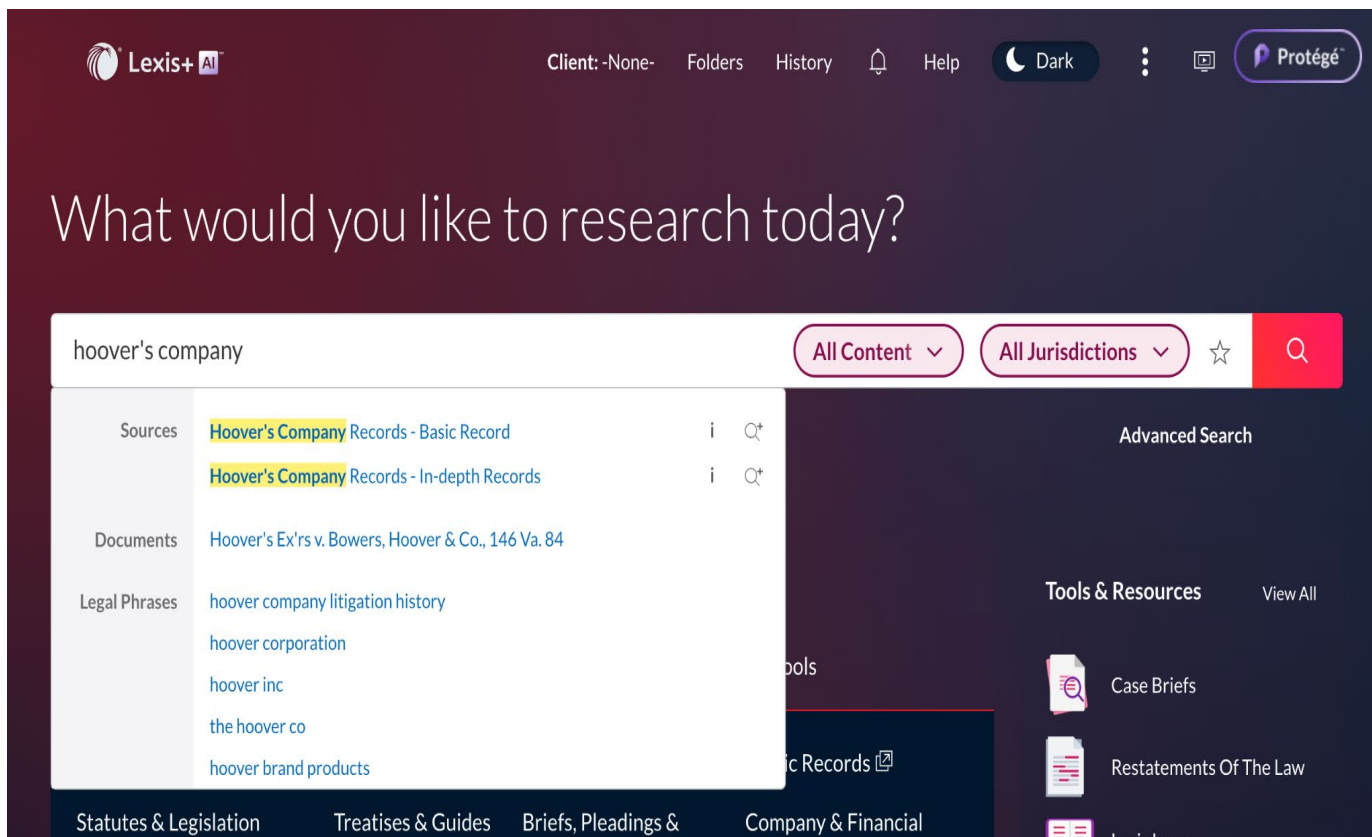 Lexis+ AI™
Client: -None- Folders History Help Dark Protégé™
What would you like to research today?
hoover's company All Content All Jurisdictions
Sources Hoover's Company Records - Basic Record i
Hoover's Company Records - In-depth Records i
Advanced Search
Documents Hoover's Ex'rs v. Bowers, Hoover & Co., 146 Va. 84
Legal Phrases hoover company litigation history
hoover corporation
hoover inc
the hoover co
hoover brand products
Tools & Resources View All
Case Briefs
Restatements Of The Law
Records
Statutes & Legislation Treatises & Guides Briefs, Pleadings & Company & Financial